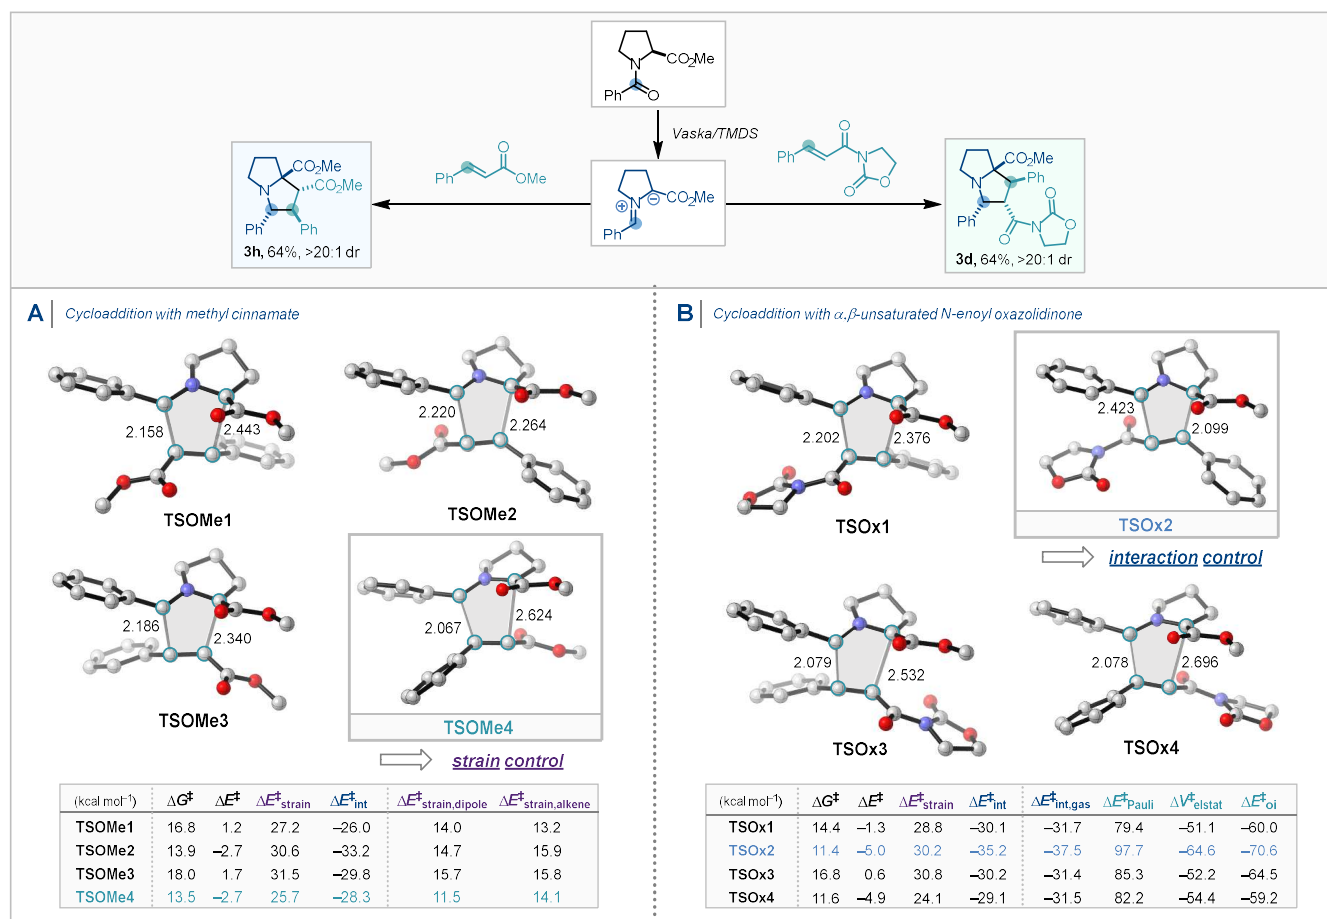 N
CO2Me
Ph
O
Vaska/TMDS
CO2Me
N
CO2Me
Ph
Ph
3h, 64%, >20:1 dr
O
Ph
OMe
N
⊕
⊖
CO2Me
Ph
O
Ph
N
O
O
CO2Me
N
Ph
Ph
O
O
N
O
3d, 64%, >20:1 dr
A Cycloaddition with methyl cinnamate
2.158
2.443
TSOMe1
2.220
2.264
TSOMe2
2.186
2.340
TSOMe3
2.067
2.624
TSOMe4
strain control
(kcal mol−1) ΔG‡ ΔE‡ ΔE‡strain ΔE‡int ΔE‡strain,dipole ΔE‡strain,alkene
TSOMe1 16.8 1.2 27.2 −26.0 14.0 13.2
TSOMe2 13.9 −2.7 30.6 −33.2 14.7 15.9
TSOMe3 18.0 1.7 31.5 −29.8 15.7 15.8
TSOMe4 13.5 −2.7 25.7 −28.3 11.5 14.1
B Cycloaddition with α,β-unsaturated N-enoyl oxazolidinone
2.202
2.376
TSOx1
2.423
2.099
TSOx2
interaction control
2.079
2.532
TSOx3
2.078
2.696
TSOx4
(kcal mol−1) ΔG‡ ΔE‡ ΔE‡strain ΔE‡int ΔE‡int,gas ΔE‡Pauli ΔV‡elstat ΔE‡oi
TSOx1 14.4 −1.3 28.8 −30.1 −31.7 79.4 −51.1 −60.0
TSOx2 11.4 −5.0 30.2 −35.2 −37.5 97.7 −64.6 −70.6
TSOx3 16.8 0.6 30.8 −30.2 −31.4 85.3 −52.2 −64.5
TSOx4 11.6 −4.9 24.1 −29.1 −31.5 82.2 −54.4 −59.2